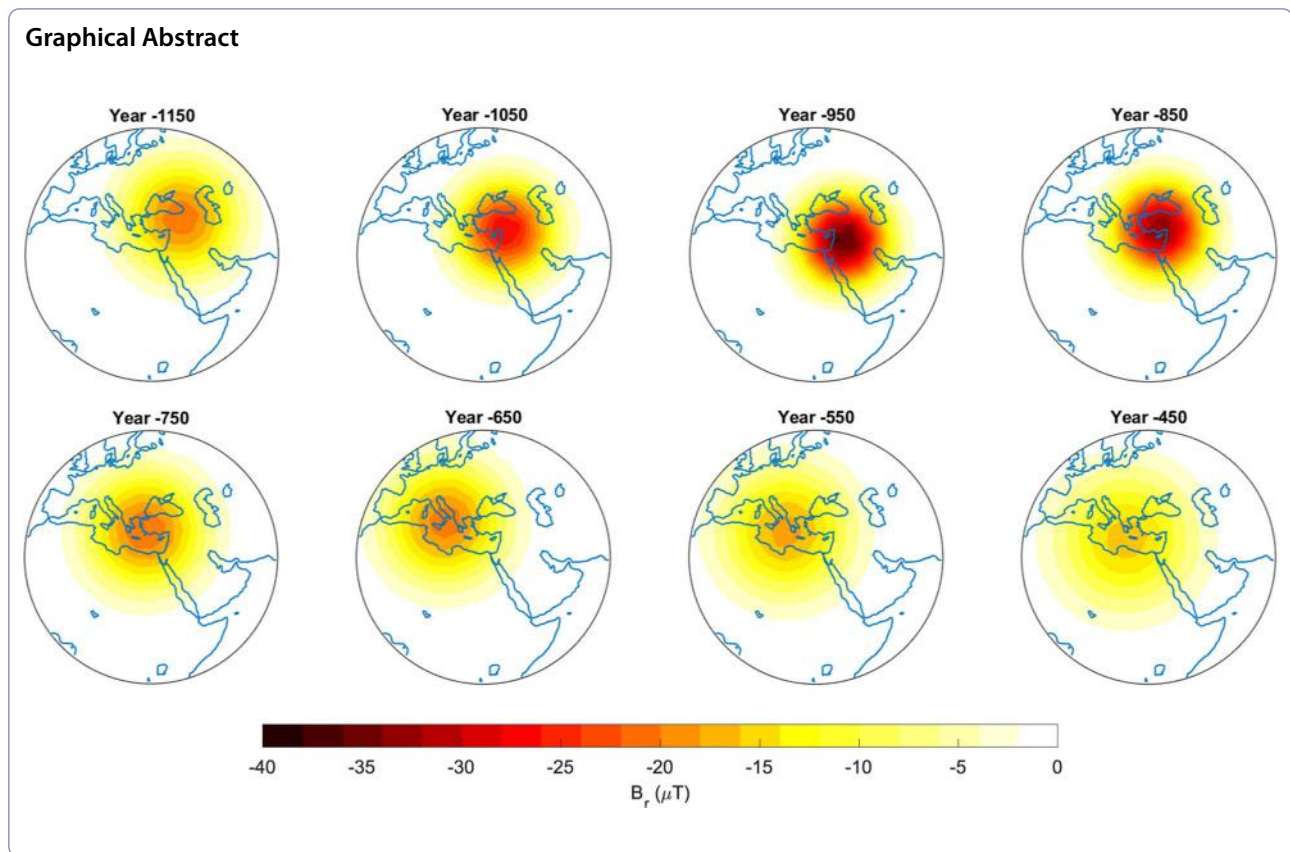 Graphical Abstract
Year -1150
Year -1050
Year -950
Year -850
Year -750
Year -650
Year -550
Year -450
-40 -35 -30 -25 -20 -15 -10 -5 0
B_r (μT)